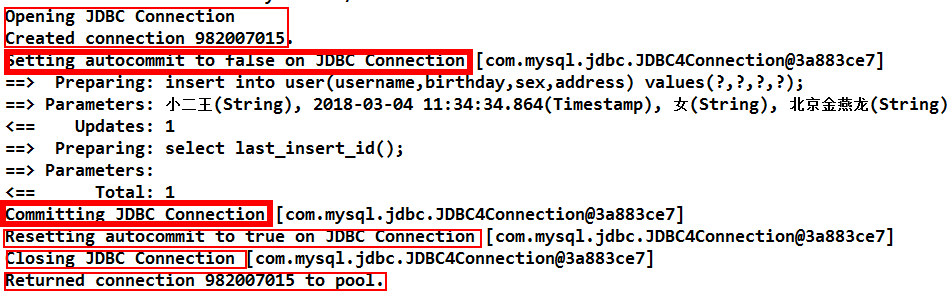 Opening JDBC Connection
Created connection 982007015.
Setting autocommit to false on JDBC Connection [com.mysql.jdbc.JDBC4Connection@3a883ce7]
==>  Preparing: insert into user(username,birthday,sex,address) values(?,?,?,?);
==> Parameters: 小二王(String), 2018-03-04 11:34:34.864(Timestamp), 女(String), 北京金燕龙(String)
<==    Updates: 1
==>  Preparing: select last_insert_id();
==> Parameters:
<==      Total: 1
Committing JDBC Connection [com.mysql.jdbc.JDBC4Connection@3a883ce7]
Resetting autocommit to true on JDBC Connection [com.mysql.jdbc.JDBC4Connection@3a883ce7]
Closing JDBC Connection [com.mysql.jdbc.JDBC4Connection@3a883ce7]
Returned connection 982007015 to pool.